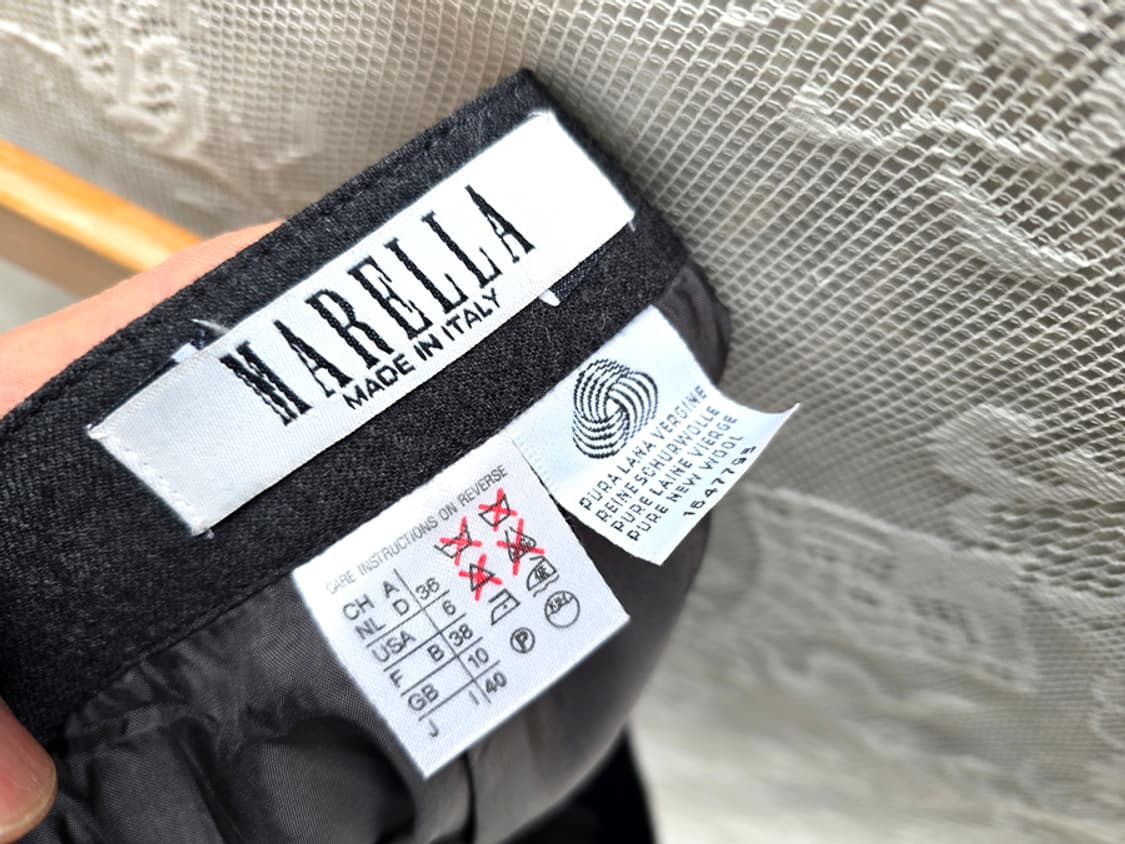 MARELLA
MADE IN ITALY
PURA LANA VERGINE
REINE SCHURWOLLE
PURE LAINE VIERGE
PURE NEW WOOL
1647793
CARE INSTRUCTIONS ON REVERSE
CH A
NL D 36
USA 6
F B 38
GB 10
J I 40
P